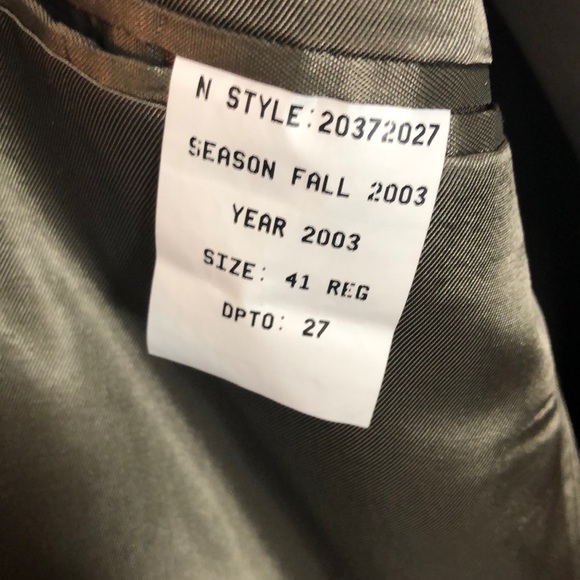 N STYLE:20372027
SEASON FALL 2003
YEAR 2003
SIZE: 41 REG
DPTO: 27